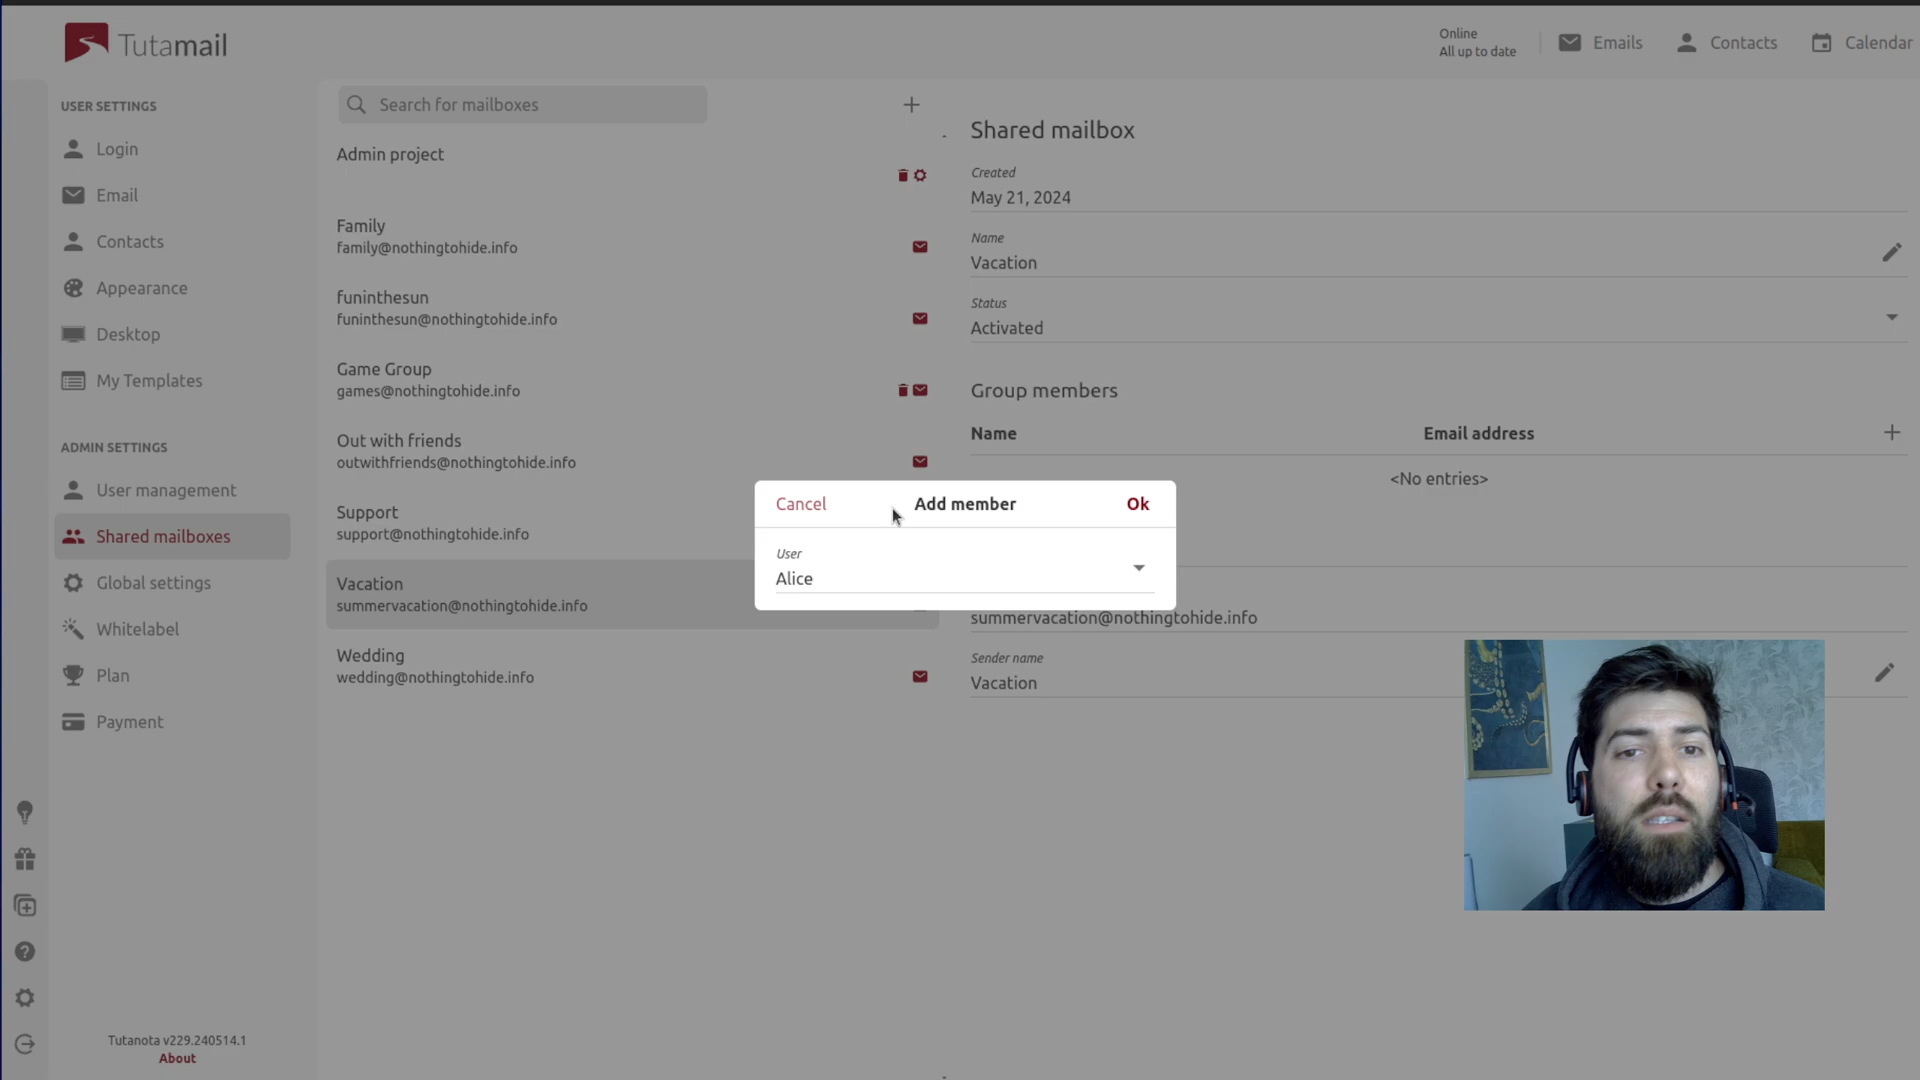 Tutamail
Online
All up to date
Emails
Contacts
Calendar
USER SETTINGS
Login
Email
Contacts
Appearance
Desktop
My Templates
ADMIN SETTINGS
User management
Shared mailboxes
Global settings
Whitelabel
Plan
Payment
Tutanota v229.240514.1
About
Search for mailboxes
Admin project
Family
family@nothingtohide.info
funinthesun
funinthesun@nothingtohide.info
Game Group
games@nothingtohide.info
Out with friends
outwithfriends@nothingtohide.info
Support
support@nothingtohide.info
Vacation
summervacation@nothingtohide.info
Wedding
wedding@nothingtohide.info
Shared mailbox
Created
May 21, 2024
Name
Vacation
Status
Activated
Group members
Name Email address
<No entries>
Cancel Add member Ok
User
Alice
summervacation@nothingtohide.info
Sender name
Vacation